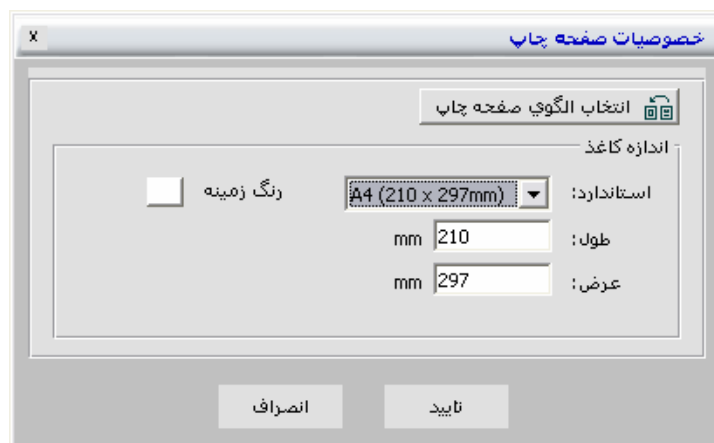 خصوصیات صفحه چاپ x
انتخاب الگوي صفحه چاپ
اندازه کاغذ
استاندارد: A4 (210 x 297mm) رنگ زمینه
طول: 210 mm
عرض: 297 mm
تایید انصراف